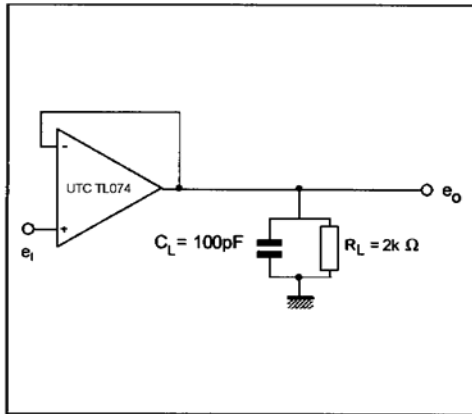 -
UTC TL074
+
e_I
e_O
C_L = 100pF
R_L = 2k Ω